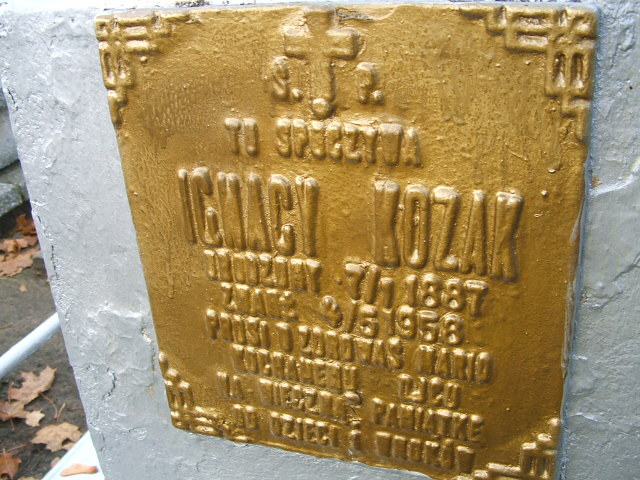 Ś. P.
TU SPOCZYWA
IGNACY KOZAK
URODZONY 7/1 1887
ZMARŁ 3/5 1958
PROSI O ZDROWAŚ MARIO
KOCHANEMU OJCU
NA WIECZNĄ PAMIĄTKĘ
OD DZIECI I WNUKÓW